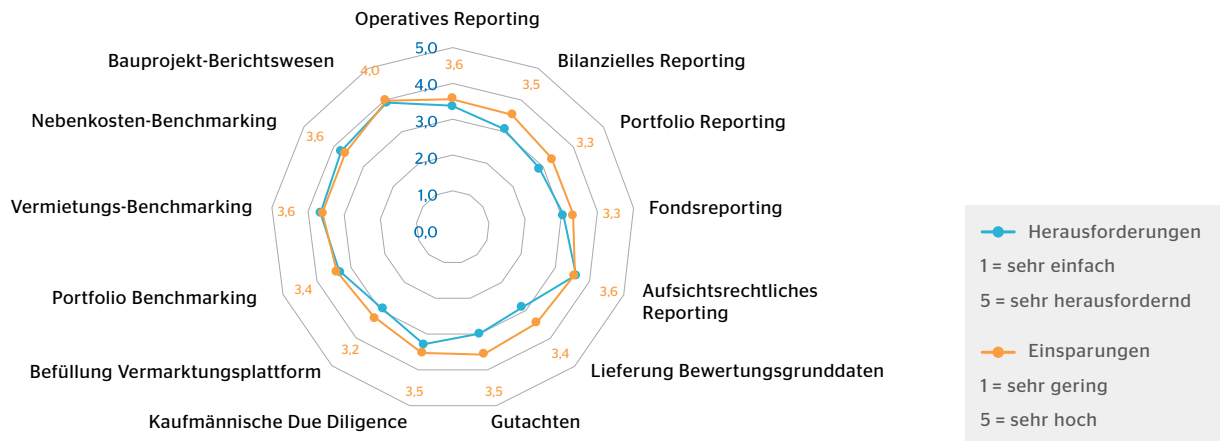 Operatives Reporting
Bauprojekt-Berichtswesen
Bilanzielles Reporting
Nebenkosten-Benchmarking
Portfolio Reporting
Vermietungs-Benchmarking
Fondsreporting
Portfolio Benchmarking
Aufsichtsrechtliches
Reporting
Befüllung Vermarktungsplattform
Lieferung Bewertungsgrunddaten
Kaufmännische Due Diligence
Gutachten
5,0
4,0
3,0
2,0
1,0
0,0
3,6
3,5
3,3
3,3
3,6
3,4
3,5
3,5
3,2
3,4
3,6
3,6
4,0
Herausforderungen
1 = sehr einfach
5 = sehr herausfordernd
Einsparungen
1 = sehr gering
5 = sehr hoch